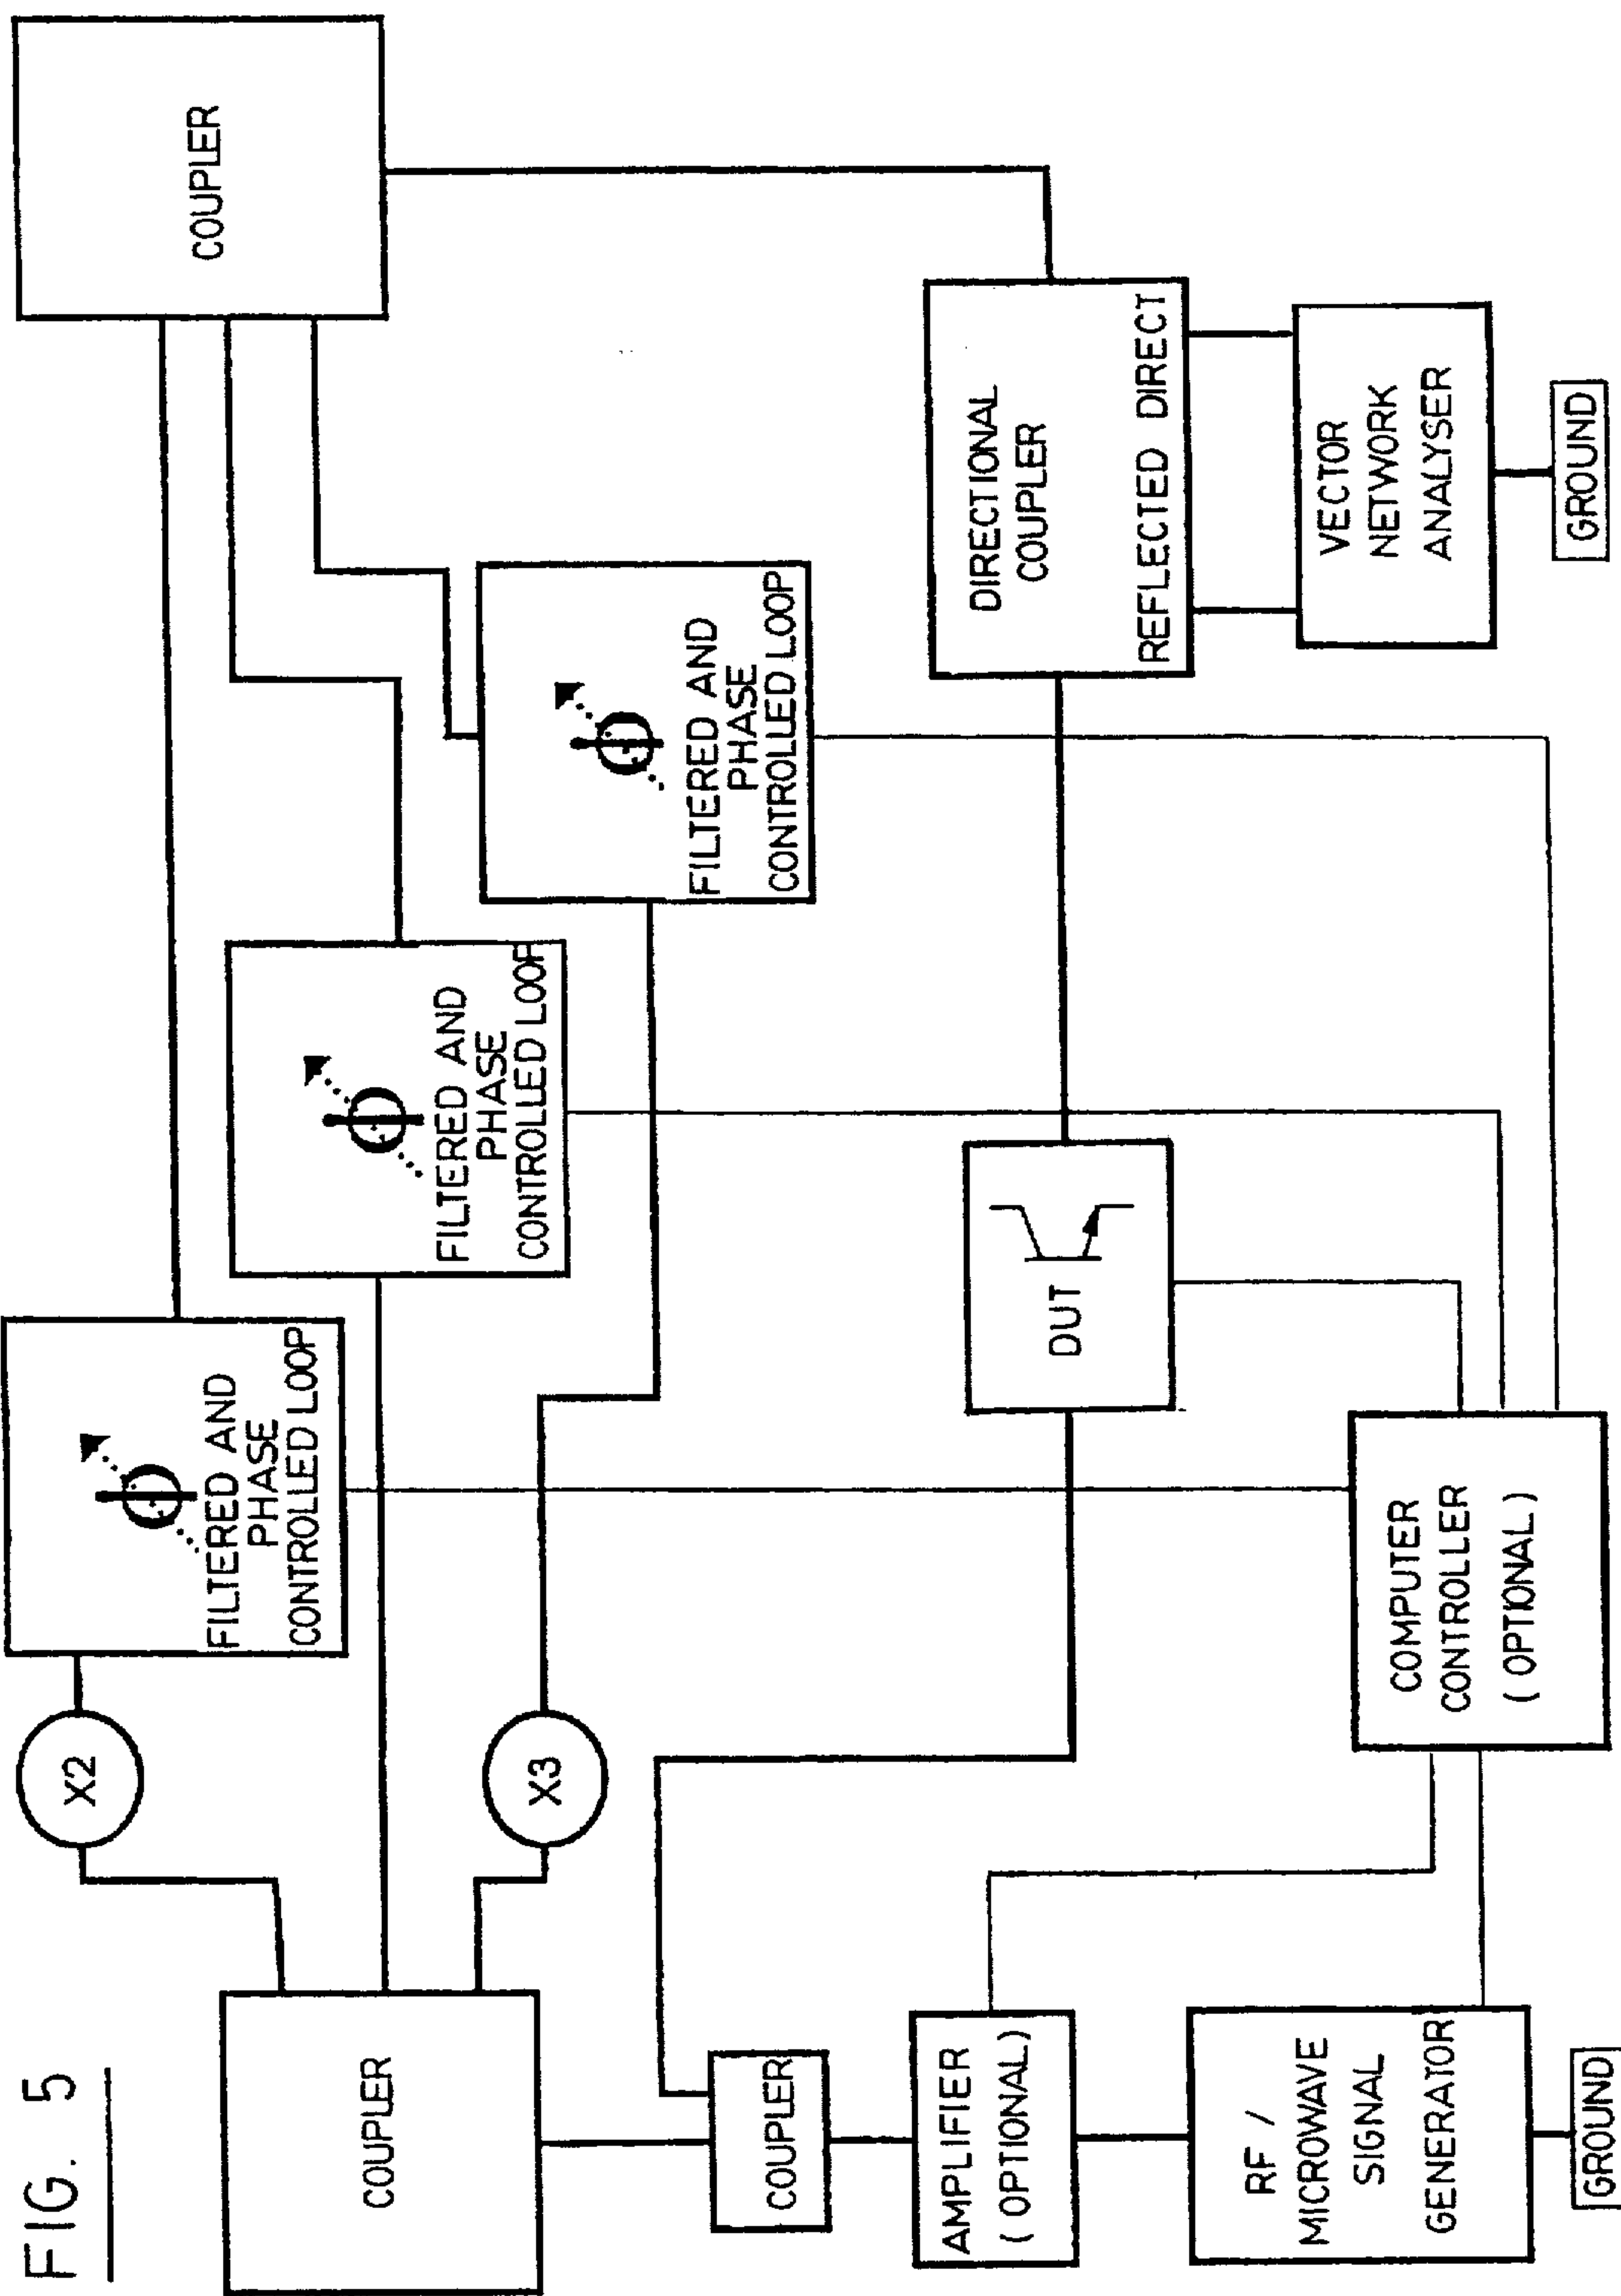 FIG. 5
COUPLER
X2
X3
FILTERED AND
PHASE
CONTROLLED LOOP
FILTERED AND
PHASE
CONTROLLED LOOP
FILTERED AND
PHASE
CONTROLLED LOOP
COUPLER
COUPLER
AMPLIFIER
( OPTIONAL )
RF /
MICROWAVE
SIGNAL
GENERATOR
GROUND
DUT
COMPUTER
CONTROLLER
( OPTIONAL )
DIRECTIONAL
COUPLER
REFLECTED DIRECT
VECTOR
NETWORK
ANALYSER
GROUND